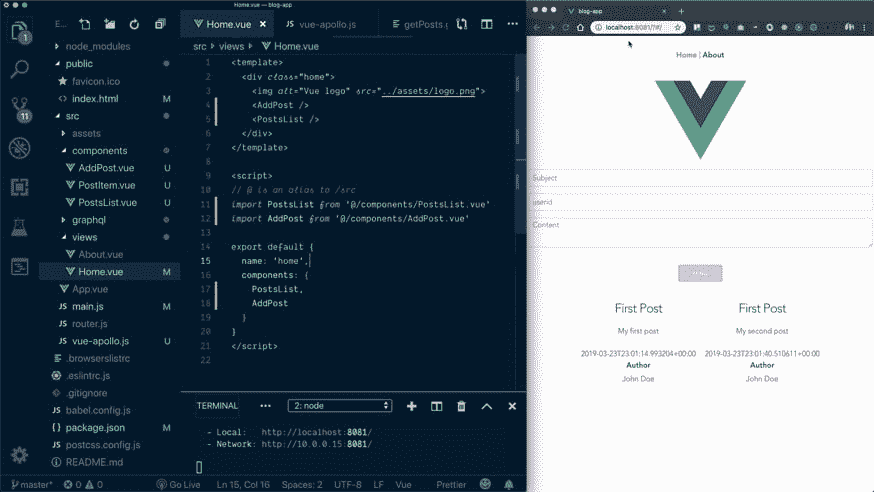 Home.vue — blog-app
E...
Home.vue ×
JS vue-apollo.js
getPosts.g
...
node_modules
public
favicon.ico
index.html M
src
assets
components
AddPost.vue U
PostItem.vue U
PostsList.vue U
graphql
views
About.vue
Home.vue M
App.vue
JS main.js M
JS router.js
JS vue-apollo.js U
.browserslistrc
.eslintrc.js
.gitignore
JS babel.config.js
{ } package.json M
JS postcss.config.js
README.md
1
11
src › views › Home.vue
1 <template>
2 <div class="home">
3 <img alt="Vue logo" src="../assets/logo.png">
4 <AddPost />
5 <PostsList />
6 </div>
7 </template>
8
9 <script>
10 // @ is an alias to /src
11 import PostsList from '@/components/PostsList.vue'
12 import AddPost from '@/components/AddPost.vue'
13
14 export default {
15 name: 'home',
16 components: {
17 PostsList,
18 AddPost
19 }
20 }
21 </script>
22
TERMINAL ... 2: node
- Local: http://localhost:8081/
- Network: http://10.0.0.15:8081/
master* 0 0 Go Live Ln 15, Col 16 Spaces: 2 UTF-8 LF Vue Prettier
blog-app
localhost:8081/#/
Home | About
Subject
userid
Content
First Post
My first post
2019-03-23T23:01:14.993204+00:00
Author
John Doe
First Post
My second post
2019-03-23T23:01:40.510611+00:00
Author
John Doe